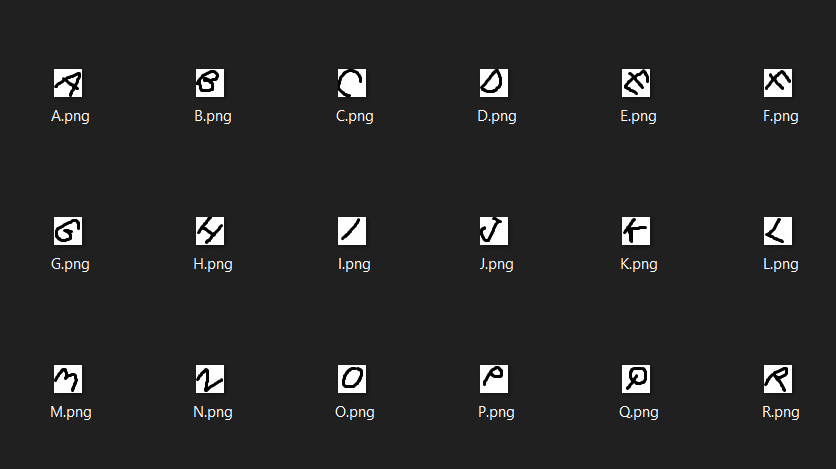 A B C D E F
A.png B.png C.png D.png E.png F.png
G H I J K L
G.png H.png I.png J.png K.png L.png
M N O P Q R
M.png N.png O.png P.png Q.png R.png